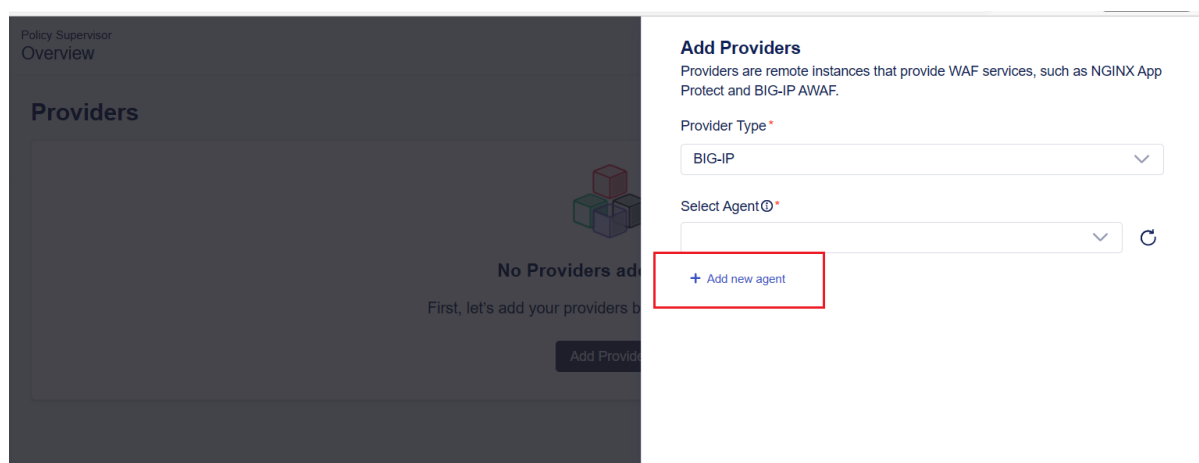 Policy Supervisor
Overview
Providers
No Providers
First, let's add your providers
Add
Add Providers
Providers are remote instances that provide WAF services, such as NGINX App
Protect and BIG-IP AWAF.
Provider Type*
BIG-IP
Select Agent*
+ Add new agent